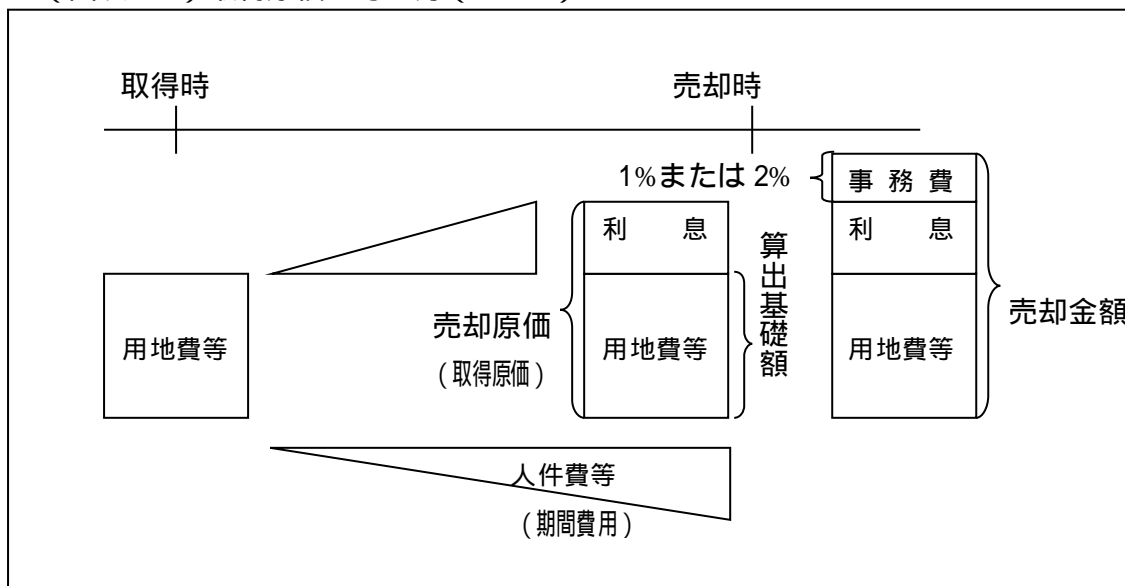 取得時
売却時
1%または 2%
事務費
利息
利息
算出基礎額
売却原価
(取得原価)
用地費等
用地費等
用地費等
売却金額
人件費等
(期間費用)